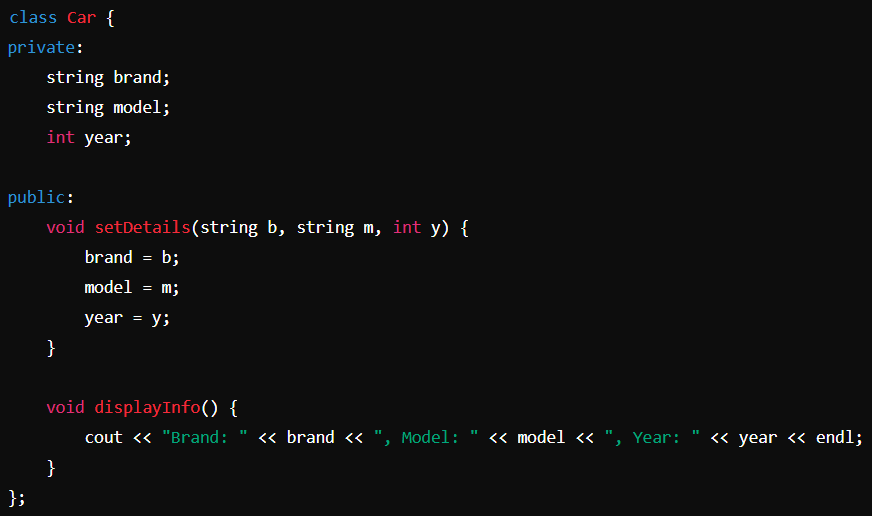 class Car {
private:
    string brand;
    string model;
    int year;

public:
    void setDetails(string b, string m, int y) {
        brand = b;
        model = m;
        year = y;
    }

    void displayInfo() {
        cout << "Brand: " << brand << ", Model: " << model << ", Year: " << year << endl;
    }
};